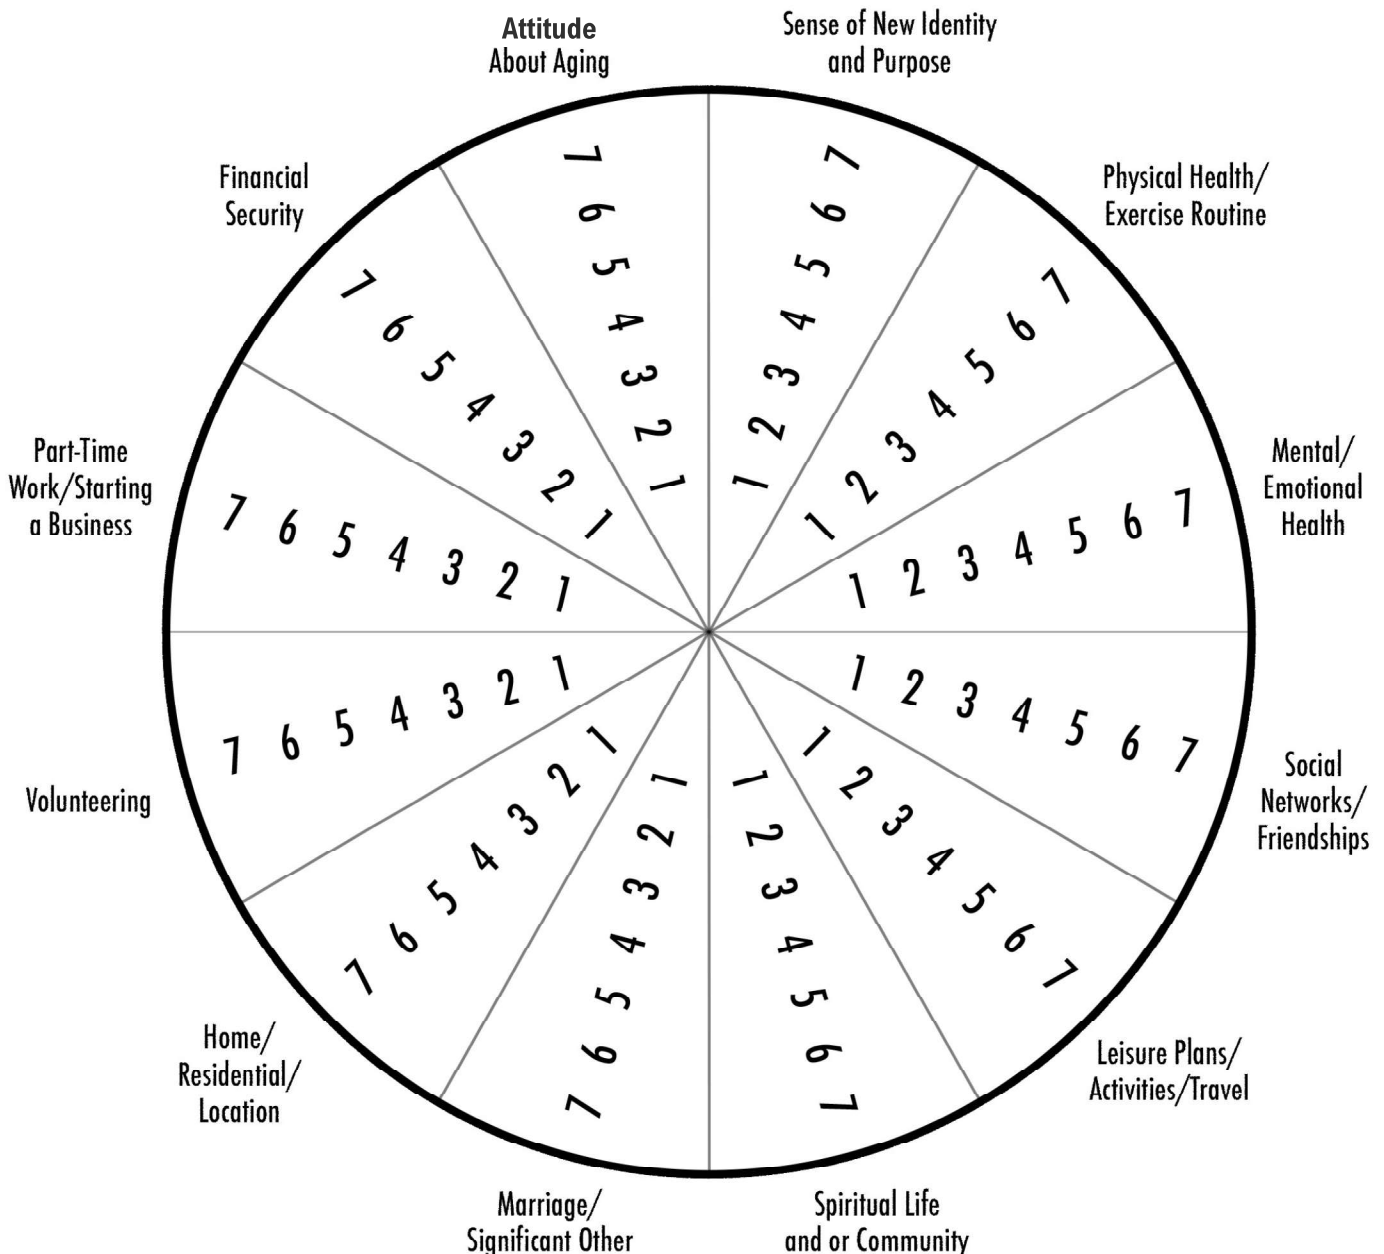 Attitude
About Aging
Sense of New Identity
and Purpose
Physical Health/
Exercise Routine
Mental/
Emotional
Health
Social
Networks/
Friendships
Leisure Plans/
Activities/Travel
Spiritual Life
and or Community
Marriage/
Significant Other
Home/
Residential/
Location
Volunteering
Part-Time
Work/Starting
a Business
Financial
Security
7 6 5 4 3 2 1
1 2 3 4 5 6 7
1 2 3 4 5 6 7
1 2 3 4 5 6 7
1 2 3 4 5 6 7
1 2 3 4 5 6 7
1 2 3 4 5 6 7
1 2 3 4 5 6 7
1 2 3 4 5 6 7
7 6 5 4 3 2 1
7 6 5 4 3 2 1
7 6 5 4 3 2 1